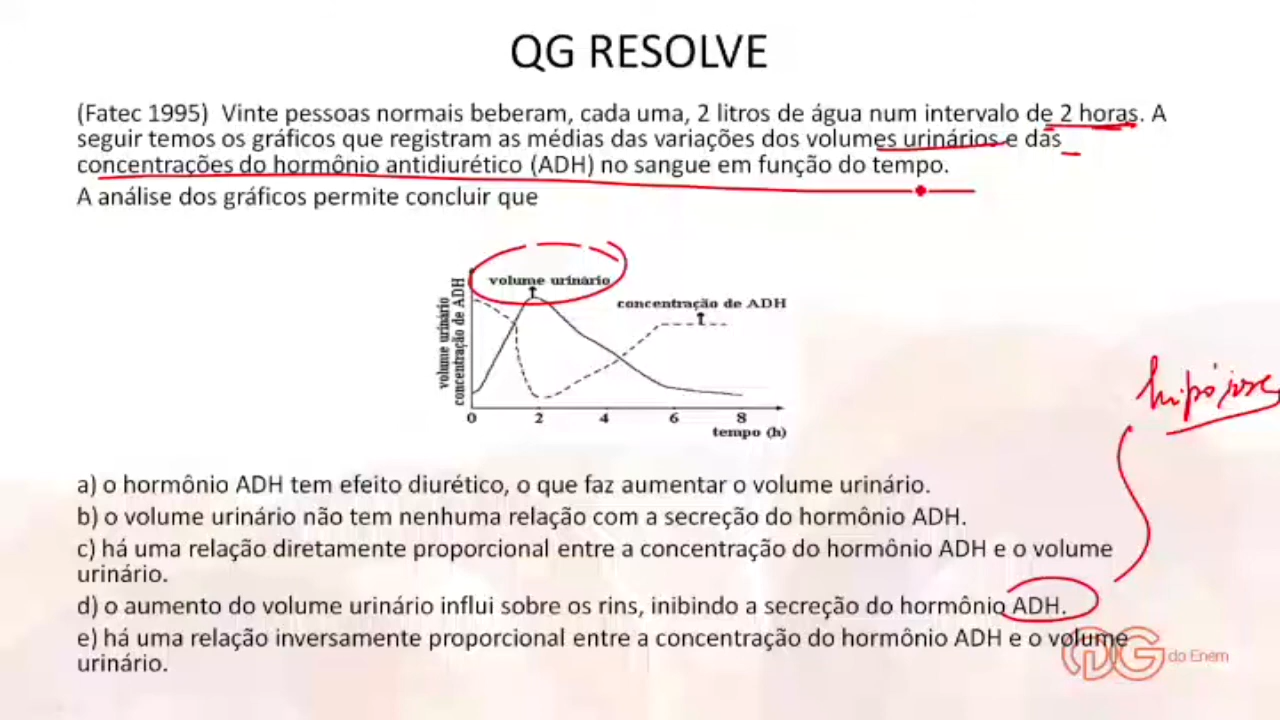 QG RESOLVE
(Fatec 1995) Vinte pessoas normais beberam, cada uma, 2 litros de água num intervalo de 2 horas. A
seguir temos os gráficos que registram as médias das variações dos volumes urinários e das
concentrações do hormônio antidiurético (ADH) no sangue em função do tempo.
A análise dos gráficos permite concluir que
volume urinário
concentração de ADH
volume urinário
concentração de ADH
0 2 4 6 8
tempo (h)
a) o hormônio ADH tem efeito diurético, o que faz aumentar o volume urinário.
b) o volume urinário não tem nenhuma relação com a secreção do hormônio ADH.
c) há uma relação diretamente proporcional entre a concentração do hormônio ADH e o volume
urinário.
d) o aumento do volume urinário influi sobre os rins, inibindo a secreção do hormônio ADH.
e) há uma relação inversamente proporcional entre a concentração do hormônio ADH e o volume
urinário.
QG do Enem